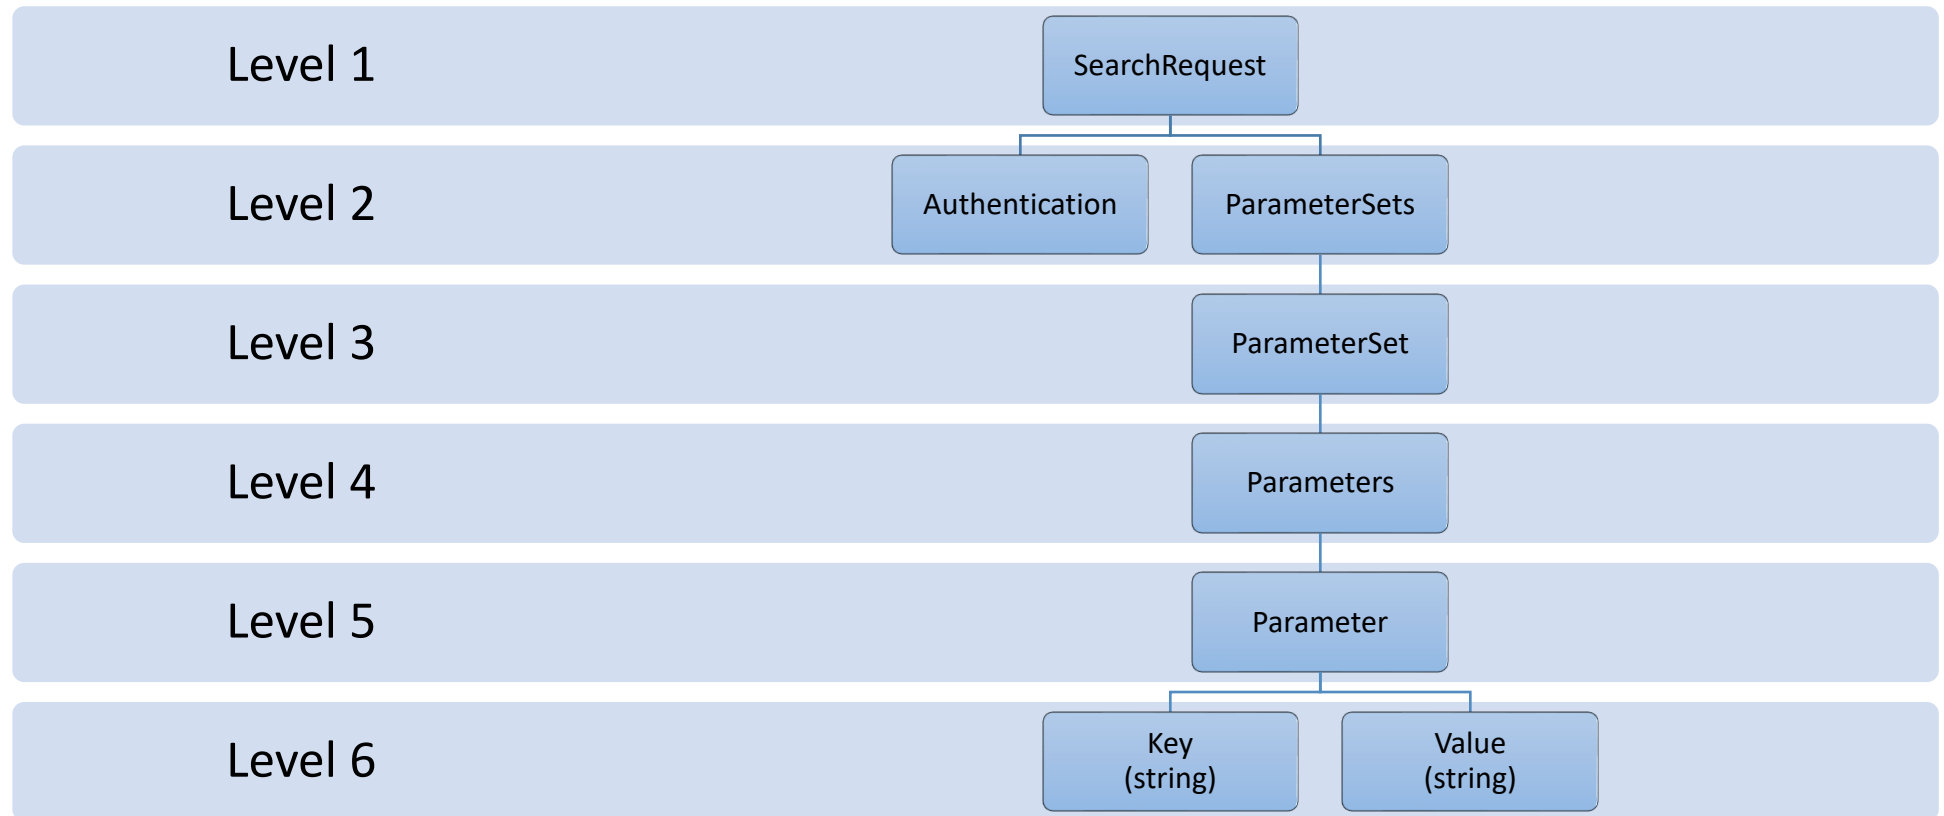 Level 1
SearchRequest
Level 2
Authentication
ParameterSets
Level 3
ParameterSet
Level 4
Parameters
Level 5
Parameter
Level 6
Key
(string)
Value
(string)